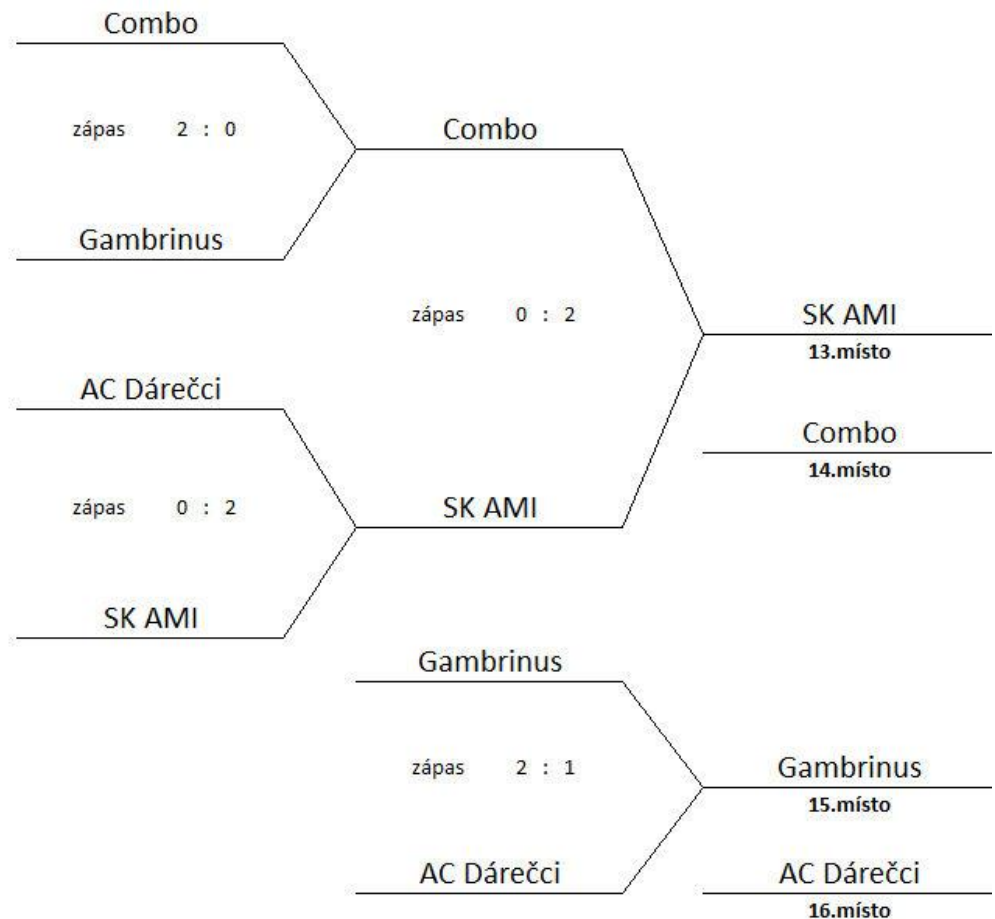 Combo
zápas 2 : 0
Combo
Gambrinus
zápas 0 : 2
SK AMI
13.místo
AC Dárečci
Combo
14.místo
zápas 0 : 2
SK AMI
SK AMI
Gambrinus
zápas 2 : 1
Gambrinus
15.místo
AC Dárečci
AC Dárečci
16.místo